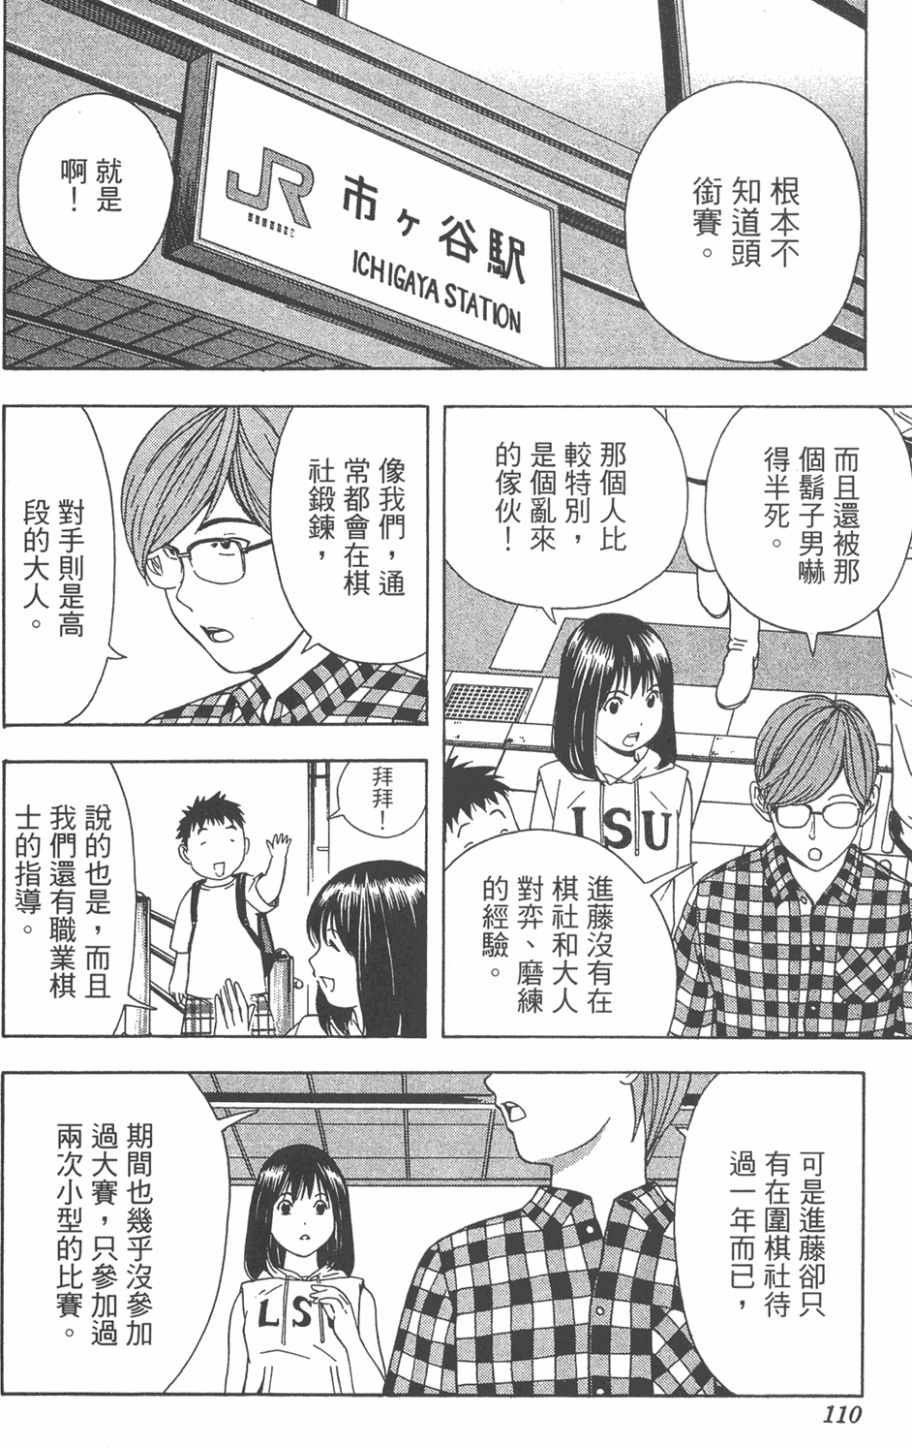 根本不
知道頭
銜賽。
就是
啊！
JR
市ヶ谷駅
ICHIGAYA STATION
而且還被那
個鬍子男嚇
得半死。
那個人比
較特別，
是個亂來
的傢伙！
LSU
進藤沒有在
棋社和大人
對弈、磨練
的經驗。
像我們，通
常都會在棋
社鍛鍊，
對手則是高
段的大人。
拜拜！
說的也是，而且
我們還有職業棋
士的指導。
可是進藤卻只
有在圍棋社待
過一年而已，
期間也幾乎沒參加
過大賽，只參加過
兩次小型的比賽。
LS
110